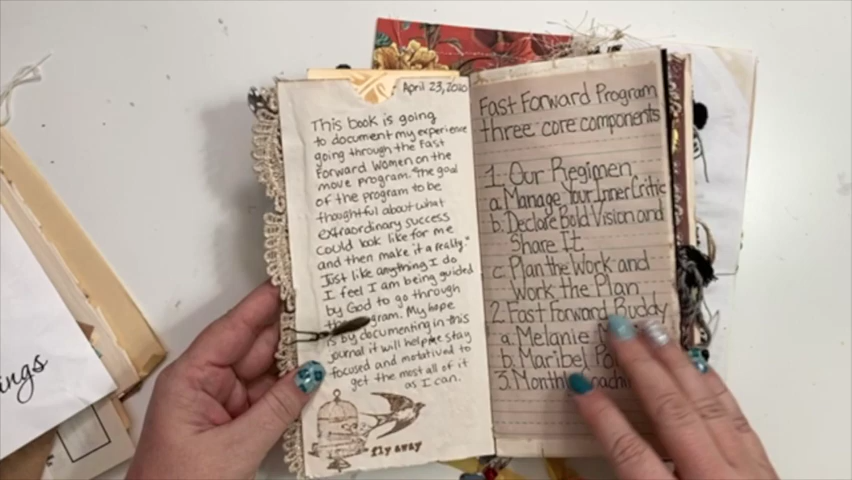 April 23, 2020
This book is going
to document my experience
going through the Fast
Forward Women on the
move program. "the goal
of the program to be
thoughtful about what
extraordinary success
could look like for me
and then make it a really."
Just like anything I do
I feel I am being guided
by God to go through
the program. My hope
is by documenting in this
journal it will help me stay
focused and motatived to
get the most all of it
as I can.
fly away
Fast Forward Program
three core components
1. Our Regimen
a. Manage Your Inner Critic
b. Declare Bold Vision and
Share It
c. Plan the Work and
Work the Plan
2. Fast Forward Buddy
a. Melanie
b. Maribel
3. Monthly
ings